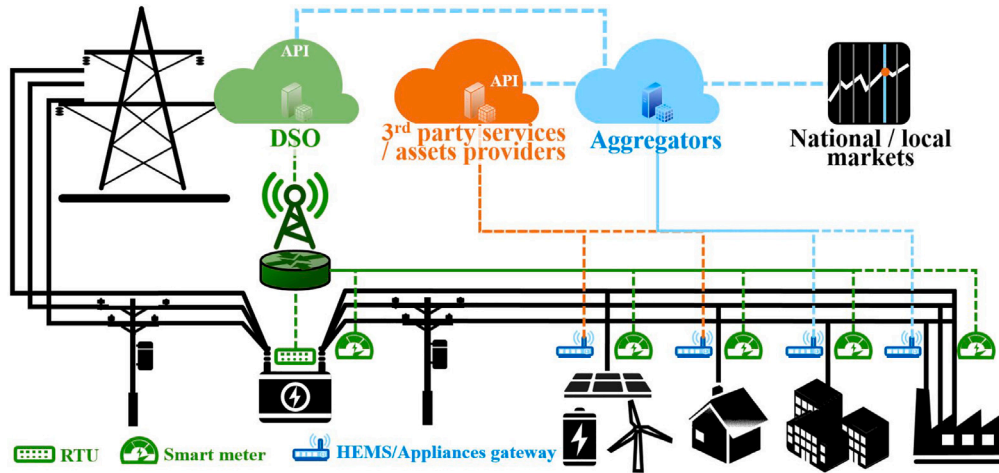 API
API
DSO
3rd party services
/ assets providers
Aggregators
National / local
markets
RTU
Smart meter
HEMS/Appliances gateway